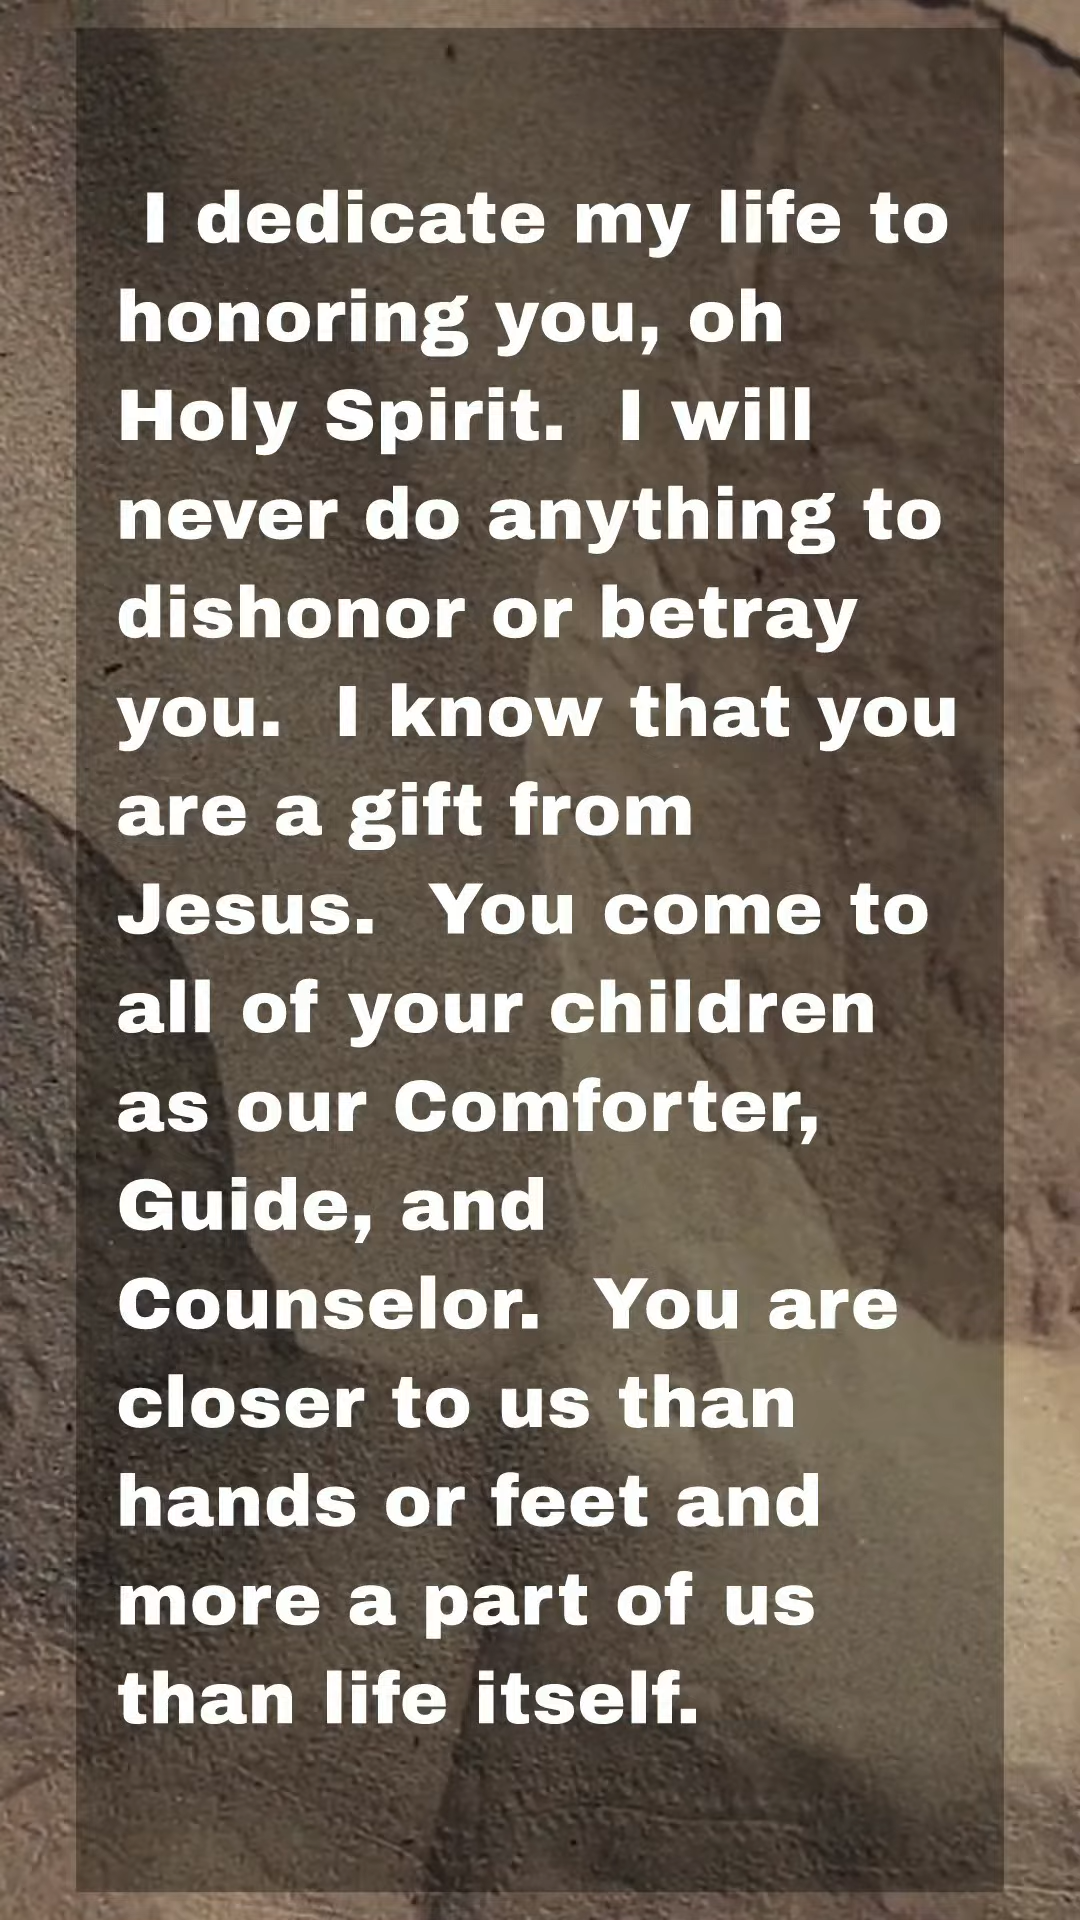 I dedicate my life to
honoring you, oh
Holy Spirit.  I will
never do anything to
dishonor or betray
you.  I know that you
are a gift from
Jesus.  You come to
all of your children
as our Comforter,
Guide, and
Counselor.  You are
closer to us than
hands or feet and
more a part of us
than life itself.